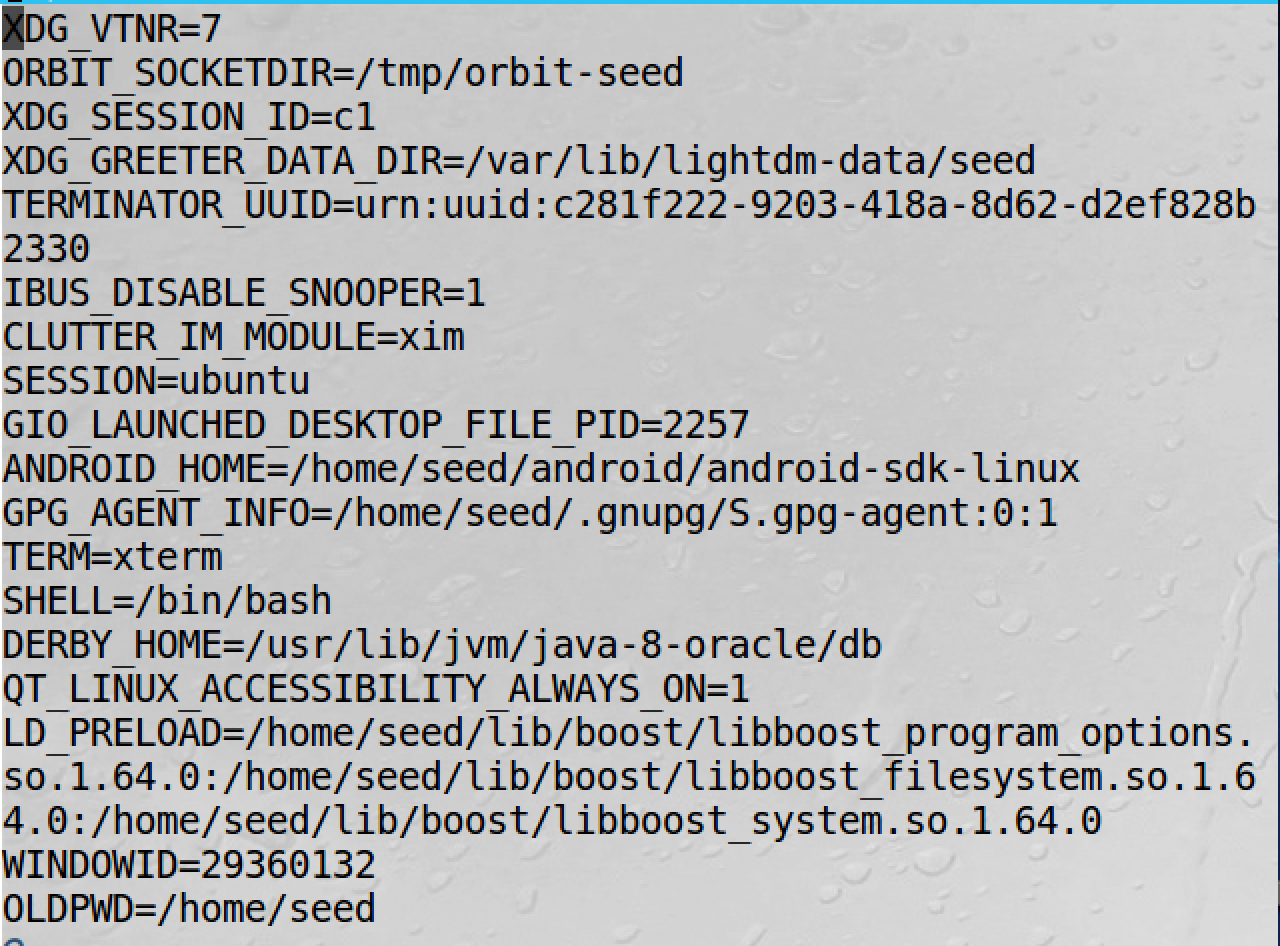 XDG_VTNR=7
ORBIT_SOCKETDIR=/tmp/orbit-seed
XDG_SESSION_ID=c1
XDG_GREETER_DATA_DIR=/var/lib/lightdm-data/seed
TERMINATOR_UUID=urn:uuid:c281f222-9203-418a-8d62-d2ef828b
2330
IBUS_DISABLE_SNOOPER=1
CLUTTER_IM_MODULE=xim
SESSION=ubuntu
GIO_LAUNCHED_DESKTOP_FILE_PID=2257
ANDROID_HOME=/home/seed/android/android-sdk-linux
GPG_AGENT_INFO=/home/seed/.gnupg/S.gpg-agent:0:1
TERM=xterm
SHELL=/bin/bash
DERBY_HOME=/usr/lib/jvm/java-8-oracle/db
QT_LINUX_ACCESSIBILITY_ALWAYS_ON=1
LD_PRELOAD=/home/seed/lib/boost/libboost_program_options.
so.1.64.0:/home/seed/lib/boost/libboost_filesystem.so.1.6
4.0:/home/seed/lib/boost/libboost_system.so.1.64.0
WINDOWID=29360132
OLDPWD=/home/seed